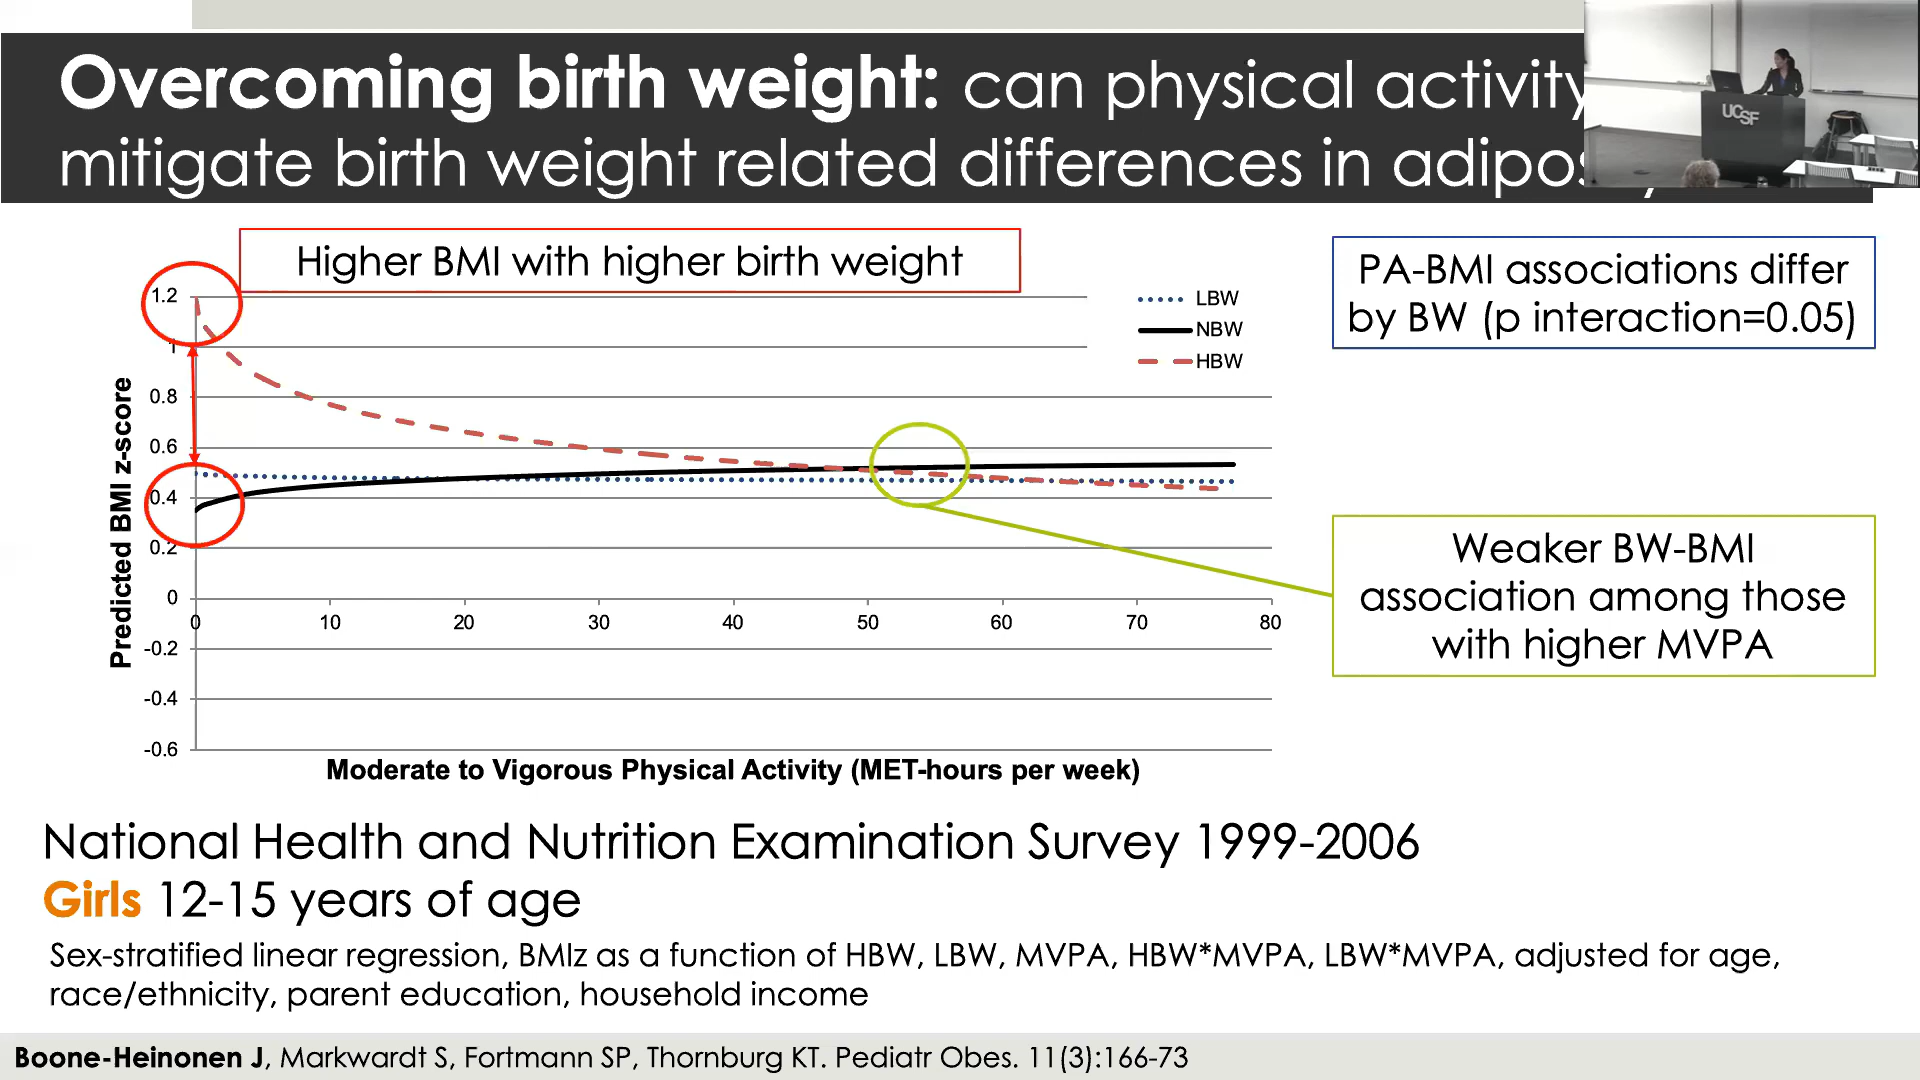 Overcoming birth weight: can physical activity
mitigate birth weight related differences in
UCSF
Higher BMI with higher birth weight
PA-BMI associations differ
by BW (p interaction=0.05)
LBW
NBW
HBW
1.2
1
0.8
0.6
0.4
0.2
0
-0.2
-0.4
-0.6
Predicted BMI z-score
0 10 20 30 40 50 60 70 80
Moderate to Vigorous Physical Activity (MET-hours per week)
Weaker BW-BMI
association among those
with higher MVPA
National Health and Nutrition Examination Survey 1999-2006
Girls 12-15 years of age
Sex-stratified linear regression, BMIz as a function of HBW, LBW, MVPA, HBW*MVPA, LBW*MVPA, adjusted for age,
race/ethnicity, parent education, household income
Boone-Heinonen J, Markwardt S, Fortmann SP, Thornburg KT. Pediatr Obes. 11(3):166-73